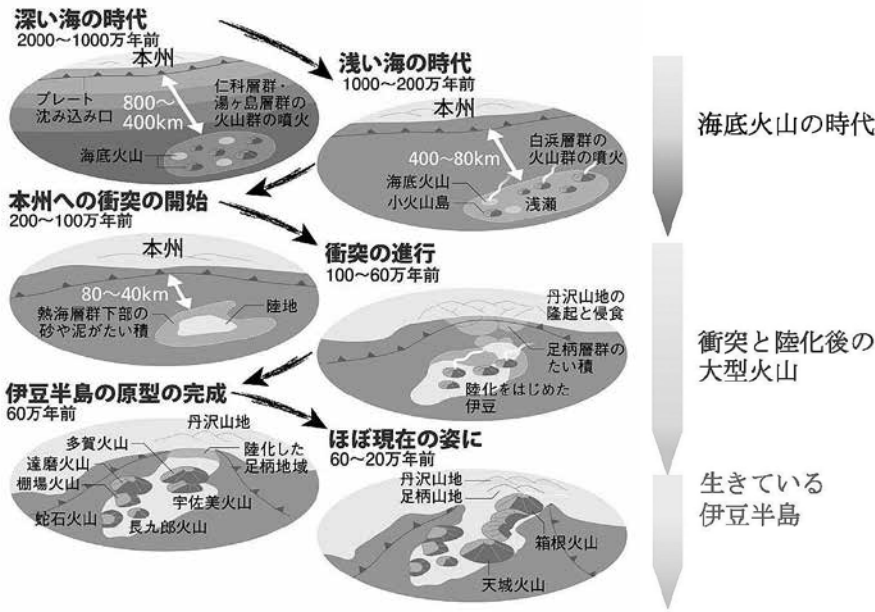 深い海の時代
2000～1000万年前
本州
プレート
沈み込み口
800～
400km
仁科層群・
湯ヶ島層群の
火山群の噴火
海底火山
浅い海の時代
1000～200万年前
本州
400～80km
白浜層群の
火山群の噴火
海底火山
小火山島
浅瀬
本州への衝突の開始
200～100万年前
本州
80～40km
熱海層群下部の
砂や泥がたい積
陸地
衝突の進行
100～60万年前
丹沢山地の
隆起と侵食
足柄層群の
たい積
陸化をはじめた
伊豆
伊豆半島の原型の完成
60万年前
丹沢山地
多賀火山
陸化した
足柄地域
達磨火山
棚場火山
宇佐美火山
蛇石火山
長九郎火山
ほぼ現在の姿に
60～20万年前
丹沢山地
足柄山地
箱根火山
天城火山
海底火山の時代
衝突と陸化後の
大型火山
生きている
伊豆半島